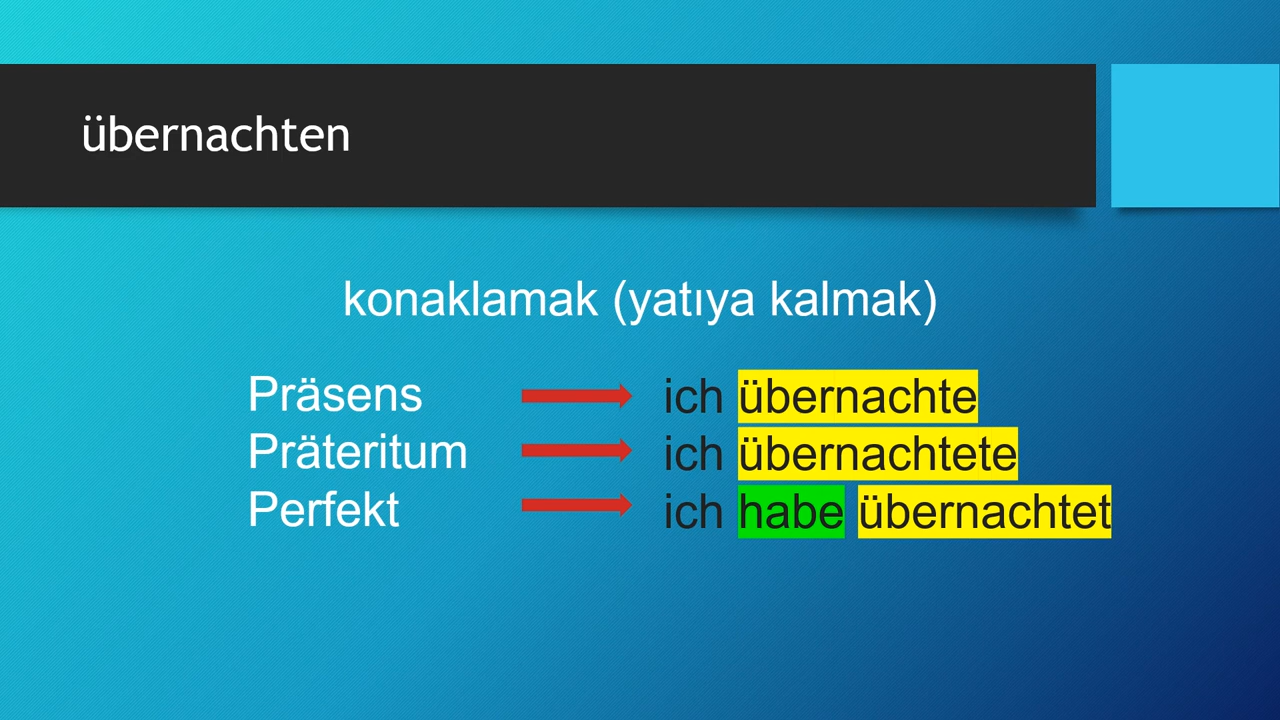 übernachten
konaklamak (yatıya kalmak)
Präsens ich übernachte
Präteritum ich übernachtete
Perfekt ich habe übernachtet